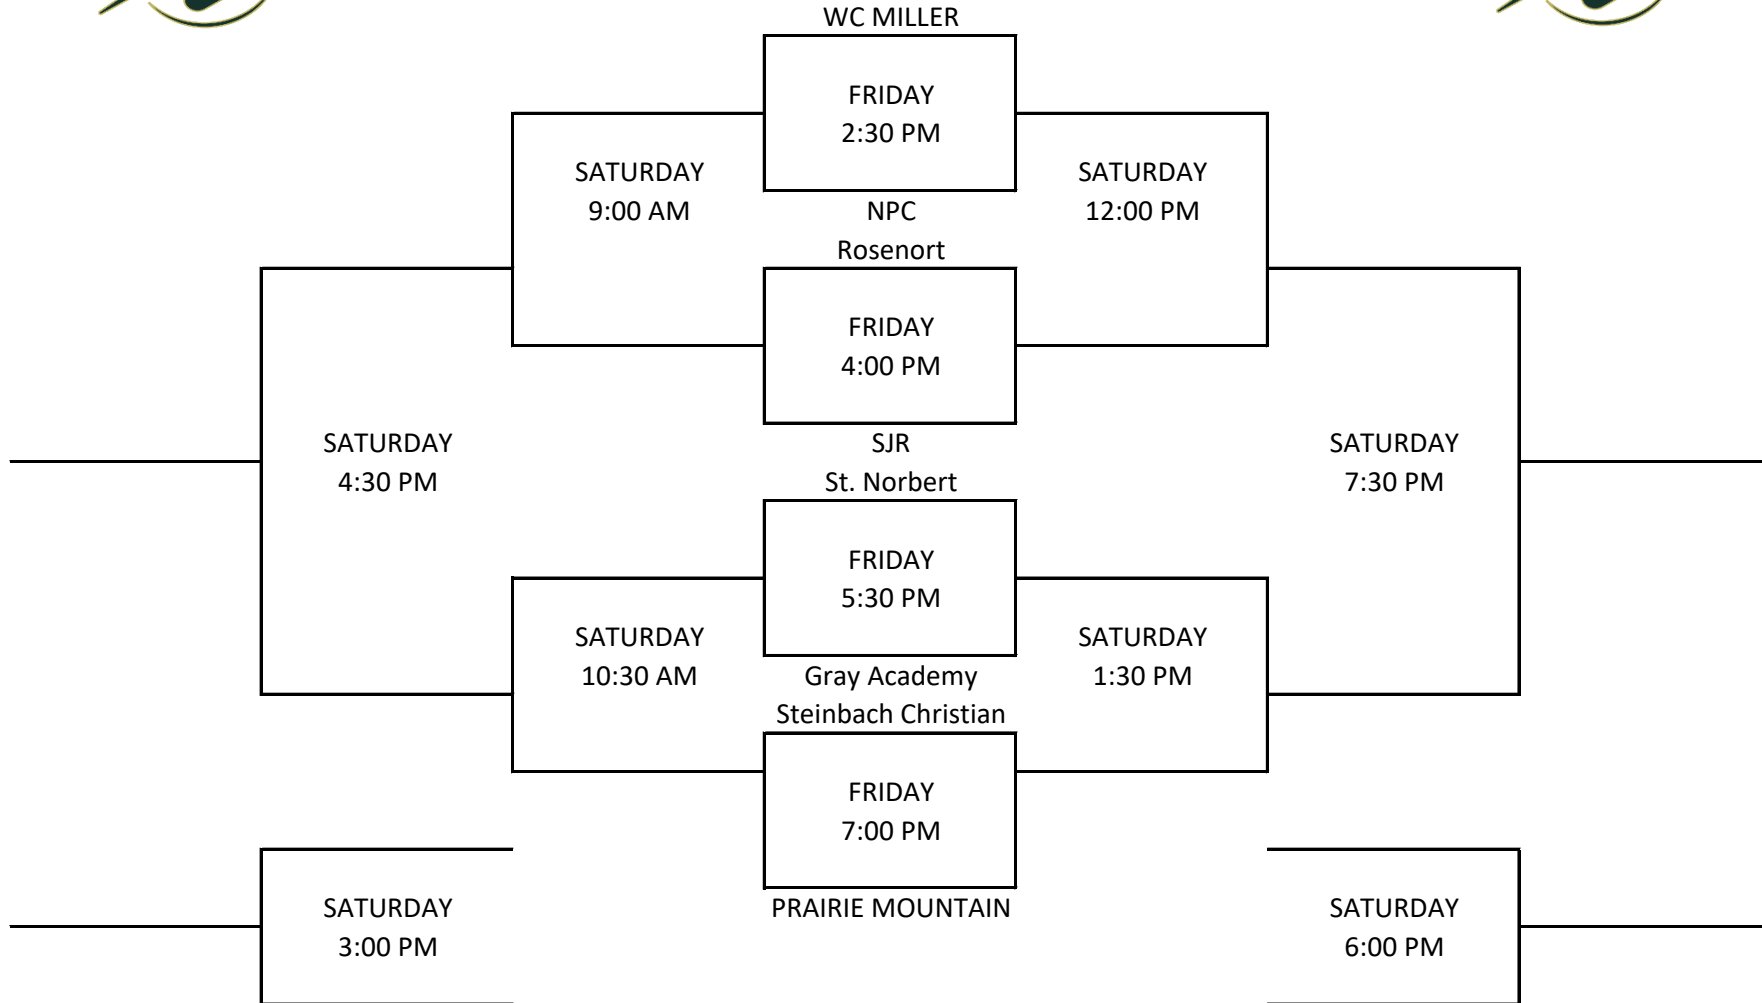 WC MILLER
FRIDAY
2:30 PM
SATURDAY
9:00 AM
SATURDAY
12:00 PM
NPC
Rosenort
FRIDAY
4:00 PM
SATURDAY
4:30 PM
SJR
St. Norbert
SATURDAY
7:30 PM
FRIDAY
5:30 PM
SATURDAY
10:30 AM
Gray Academy
Steinbach Christian
SATURDAY
1:30 PM
FRIDAY
7:00 PM
SATURDAY
3:00 PM
PRAIRIE MOUNTAIN
SATURDAY
6:00 PM